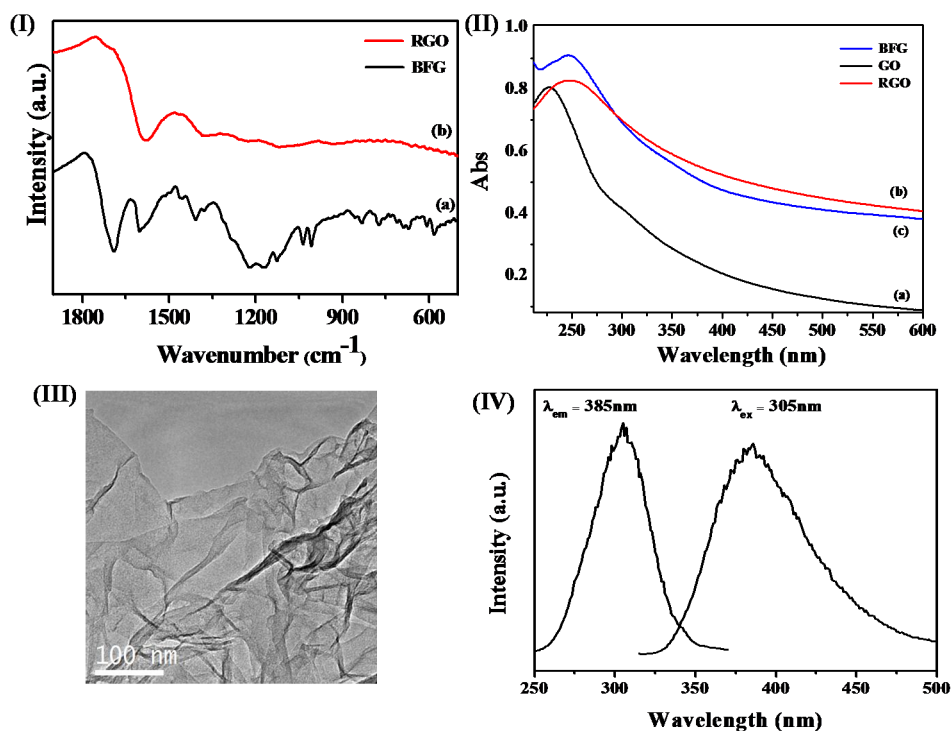 (I)
RGO
BFG
(b)
(a)
Intensity (a.u.)
1800 1500 1200 900 600
Wavenumber (cm-1)
(II)
BFG
GO
RGO
(b)
(c)
(a)
Abs
1.0
0.8
0.6
0.4
0.2
250 300 350 400 450 500 550 600
Wavelength (nm)
(III)
100 nm
(IV)
λem = 385nm λex = 305nm
Intensity (a.u.)
250 300 350 400 450 500
Wavelength (nm)